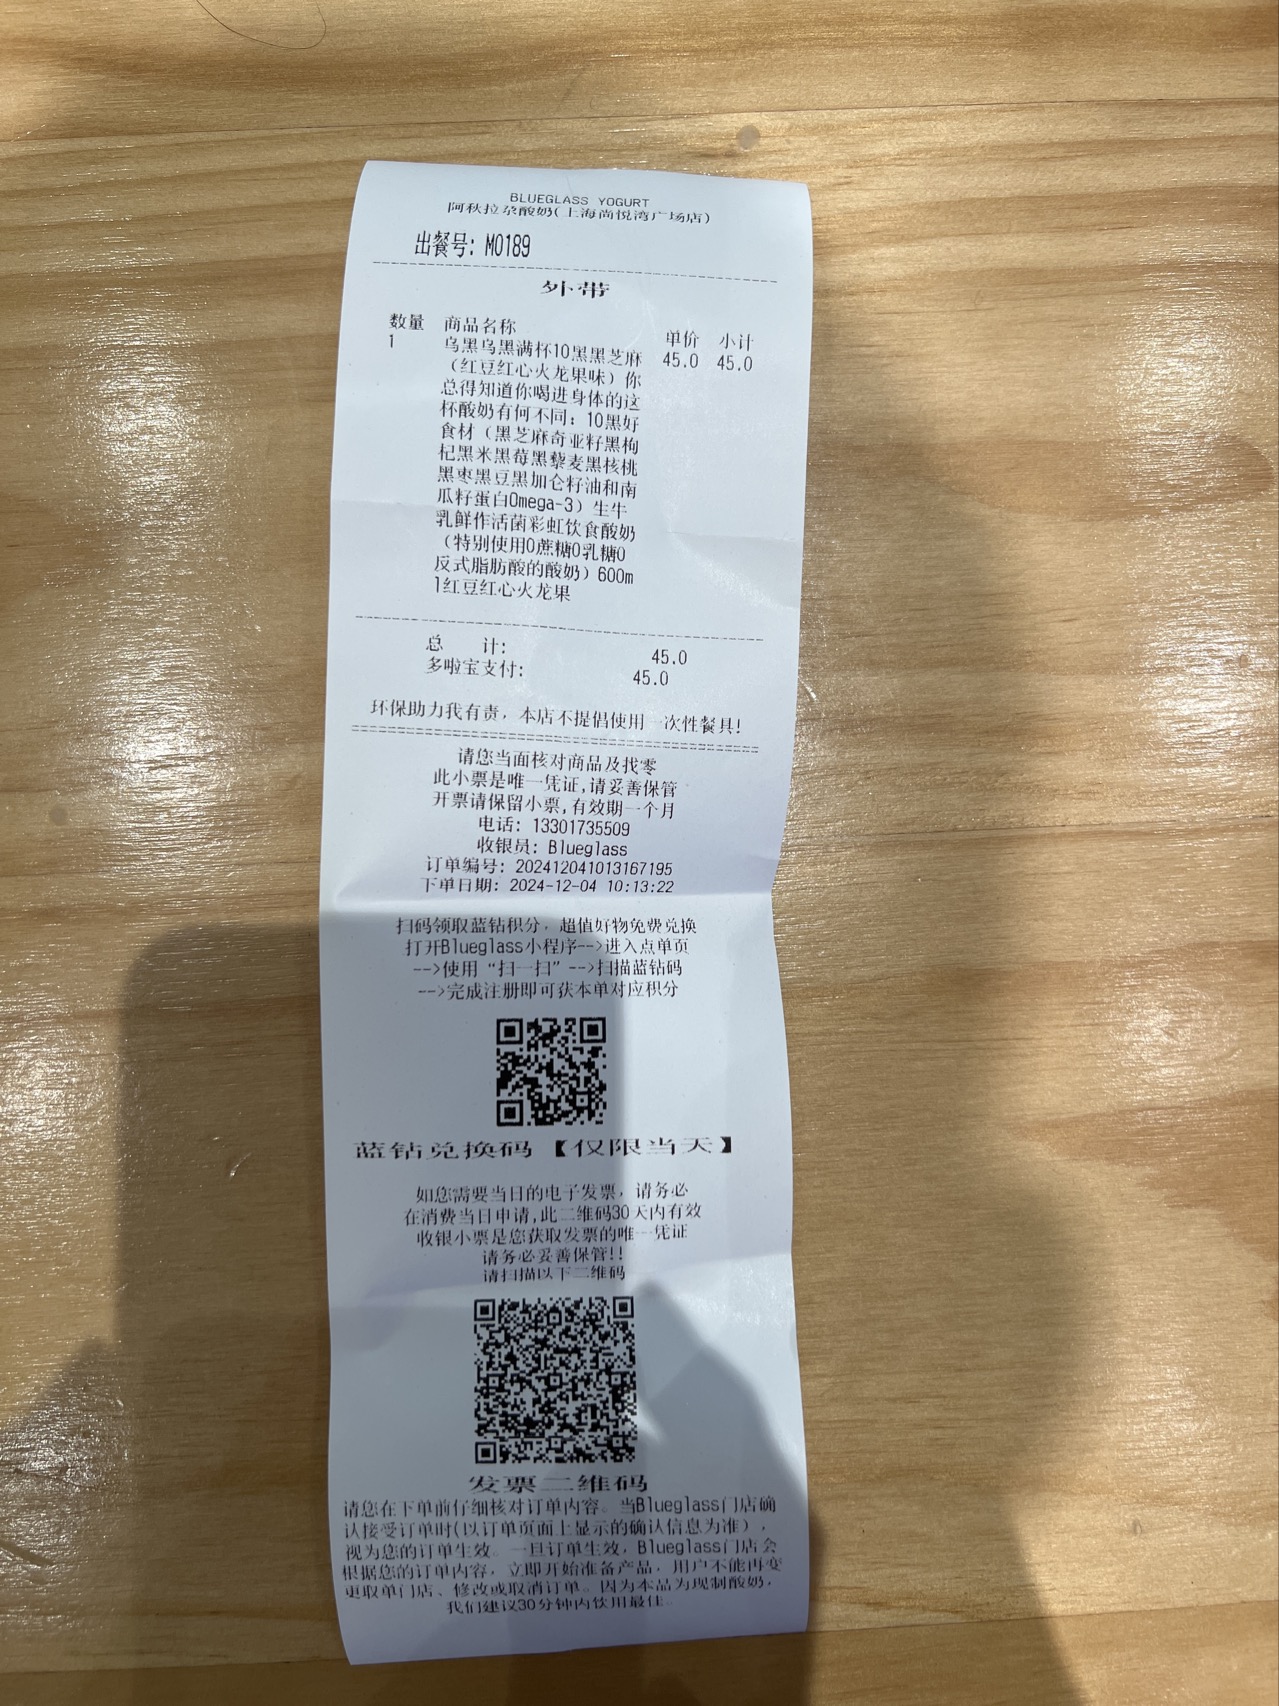 BLUEGLASS YOGURT
阿秋拉尕酸奶(上海尚悦湾广场店)
出餐号: M0189
外带
数量 商品名称 单价 小计
1 乌黑乌黑满杯10黑黑芝麻 45.0 45.0
（红豆红心火龙果味）你
总得知道你喝进身体的这
杯酸奶有何不同：10黑好
食材（黑芝麻奇亚籽黑枸
杞黑米黑莓黑藜麦黑核桃
黑枣黑豆黑加仑籽油和南
瓜籽蛋白Omega-3）生牛
乳鲜作活菌彩虹饮食酸奶
（特别使用0蔗糖0乳糖0
反式脂肪酸的酸奶）600m
l红豆红心火龙果
总 计: 45.0
多啦宝支付: 45.0
环保助力我有责，本店不提倡使用一次性餐具!
请您当面核对商品及找零
此小票是唯一凭证,请妥善保管
开票请保留小票,有效期一个月
电话: 13301735509
收银员: Blueglass
订单编号: 202412041013167195
下单日期: 2024-12-04 10:13:22
扫码领取蓝钻积分，超值好物免费兑换
打开Blueglass小程序-->进入点单页
-->使用“扫一扫”-->扫描蓝钻码
-->完成注册即可获本单对应积分
蓝钻兑换码【仅限当天】
如您需要当日的电子发票，请务必
在消费当日申请,此二维码30天内有效
收银小票是您获取发票的唯一凭证
请务必妥善保管!!
请扫描以下二维码
发票二维码
请您在下单前仔细核对订单内容。当Blueglass门店确
认接受订单时(以订单页面上显示的确认信息为准)，
视为您的订单生效。一旦订单生效，Blueglass门店会
根据您的订单内容，立即开始准备产品，用户不能再变
更取单门店、修改或取消订单。因为本品为现制酸奶，
我们建议30分钟内饮用最佳。